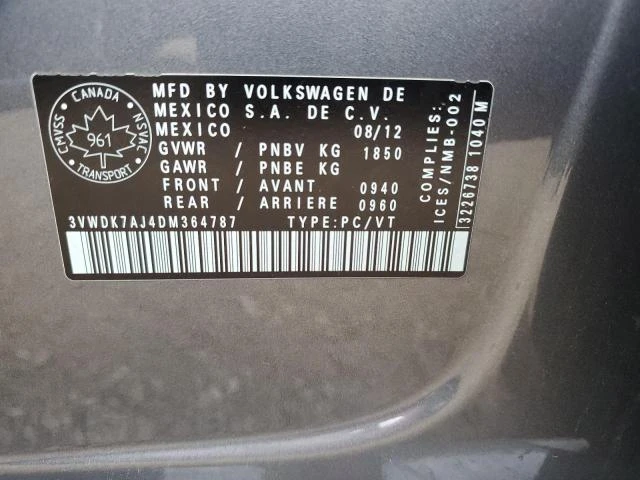 CANADA
CMVSS
NSVAC
961
TRANSPORT
MFD BY VOLKSWAGEN DE
MEXICO S.A. DE C.V.
MEXICO 08/12
GVWR / PNBV KG 1850
GAWR / PNBE KG
FRONT / AVANT 0940
REAR / ARRIERE 0960
3VWDK7AJ4DM364787 TYPE:PC/VT
COMPLIES:
ICES/NMB-002
3226738 1040 M